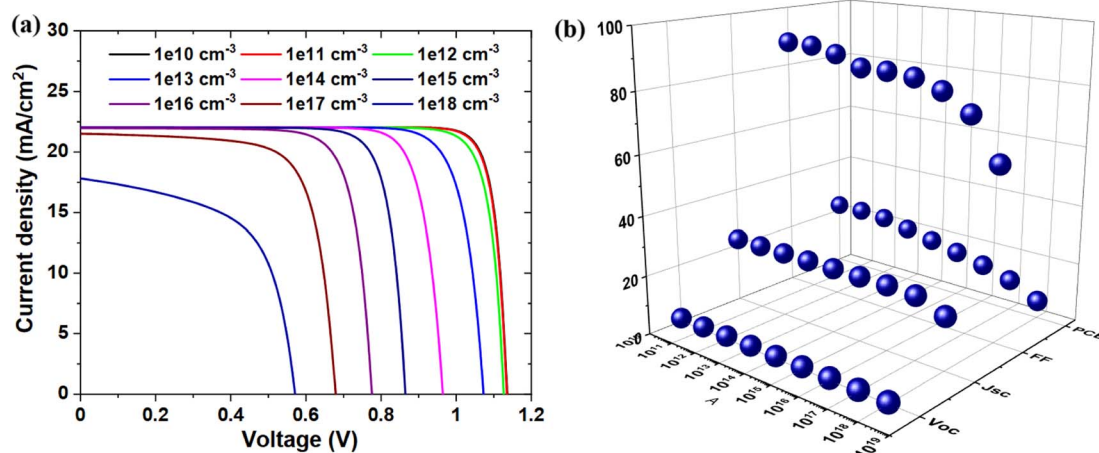 (a)
30
25
20
15
10
5
0
Current density (mA/cm²)
1e10 cm⁻³ 1e11 cm⁻³ 1e12 cm⁻³
1e13 cm⁻³ 1e14 cm⁻³ 1e15 cm⁻³
1e16 cm⁻³ 1e17 cm⁻³ 1e18 cm⁻³
0 0.2 0.4 0.6 0.8 1 1.2
Voltage (V)
(b)
100
80
60
40
20
10¹¹
10¹²
10¹³
10¹⁴
10¹⁵
10¹⁶
10¹⁷
10¹⁸
10¹⁹
A
Voc
Jsc
FF
PCE